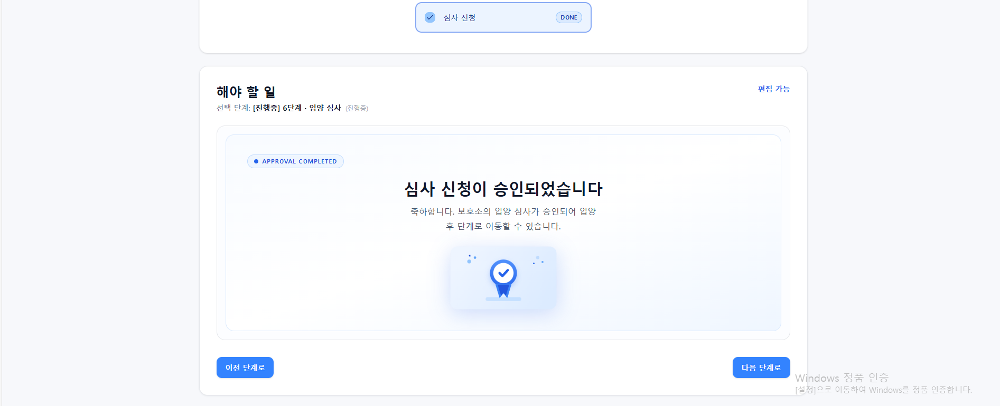 심사 신청
DONE
해야 할 일
편집 가능
선택 단계: [진행중] 6단계 · 입양 심사 (진행중)
APPROVAL COMPLETED
심사 신청이 승인되었습니다
축하합니다. 보호소의 입양 심사가 승인되어 입양
후 단계로 이동할 수 있습니다.
이전 단계로
다음 단계로
Windows 정품 인증
[설정]으로 이동하여 Windows를 정품 인증합니다.